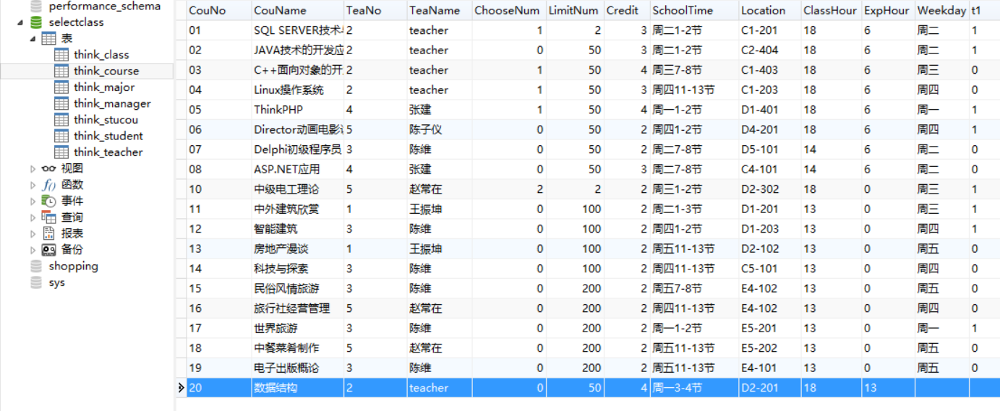 performance_schema
selectclass
表
think_class
think_course
think_major
think_manager
think_stucou
think_student
think_teacher
视图
函数
事件
查询
报表
备份
shopping
sys
CouNo CouName TeaNo TeaName ChooseNum LimitNum Credit SchoolTime Location ClassHour ExpHour Weekday t1
01 SQL SERVER技术 2 teacher 1 2 3 周二1-2节 C1-201 18 6 周二 1
02 JAVA技术的开发应 2 teacher 0 50 3 周二1-2节 C2-404 18 6 周二 1
03 C++面向对象的开 2 teacher 1 50 4 周三7-8节 C1-403 18 6 周三 0
04 Linux操作系统 2 teacher 1 50 3 周四11-13节 C1-203 18 6 周四 0
05 ThinkPHP 4 张建 1 50 4 周一1-2节 D1-401 18 6 周一 1
06 Director动画电影 5 陈子仪 0 50 2 周四1-2节 D4-201 18 6 周四 1
07 Delphi初级程序员 3 陈维 0 50 2 周二7-8节 D5-101 14 6 周二 0
08 ASP.NET应用 4 张建 0 50 3 周二7-8节 C4-101 14 6 周二 0
10 中级电工理论 5 赵常在 2 2 2 周三1-2节 D2-302 18 0 周三 1
11 中外建筑欣赏 1 王振坤 0 100 2 周二1-3节 D1-201 13 0 周三 1
12 智能建筑 3 陈维 0 100 2 周四1-2节 D1-203 13 0 周四 1
13 房地产漫谈 1 王振坤 0 100 2 周五11-13节 D2-102 13 0 周五 0
14 科技与探索 3 陈维 0 100 2 周四11-13节 C5-101 13 0 周四 0
15 民俗风情旅游 3 陈维 0 200 2 周五7-8节 E4-102 13 0 周五 0
16 旅行社经营管理 5 赵常在 0 200 2 周四11-13节 E4-102 13 0 周四 0
17 世界旅游 3 陈维 0 200 2 周一1-2节 E5-201 13 0 周一 1
18 中餐菜肴制作 5 赵常在 0 200 2 周五11-13节 E5-202 13 0 周五 0
19 电子出版概论 3 陈维 0 200 2 周五11-13节 E4-101 13 0 周五 0
20 数据结构 2 teacher 0 50 4 周一3-4节 D2-201 18 13